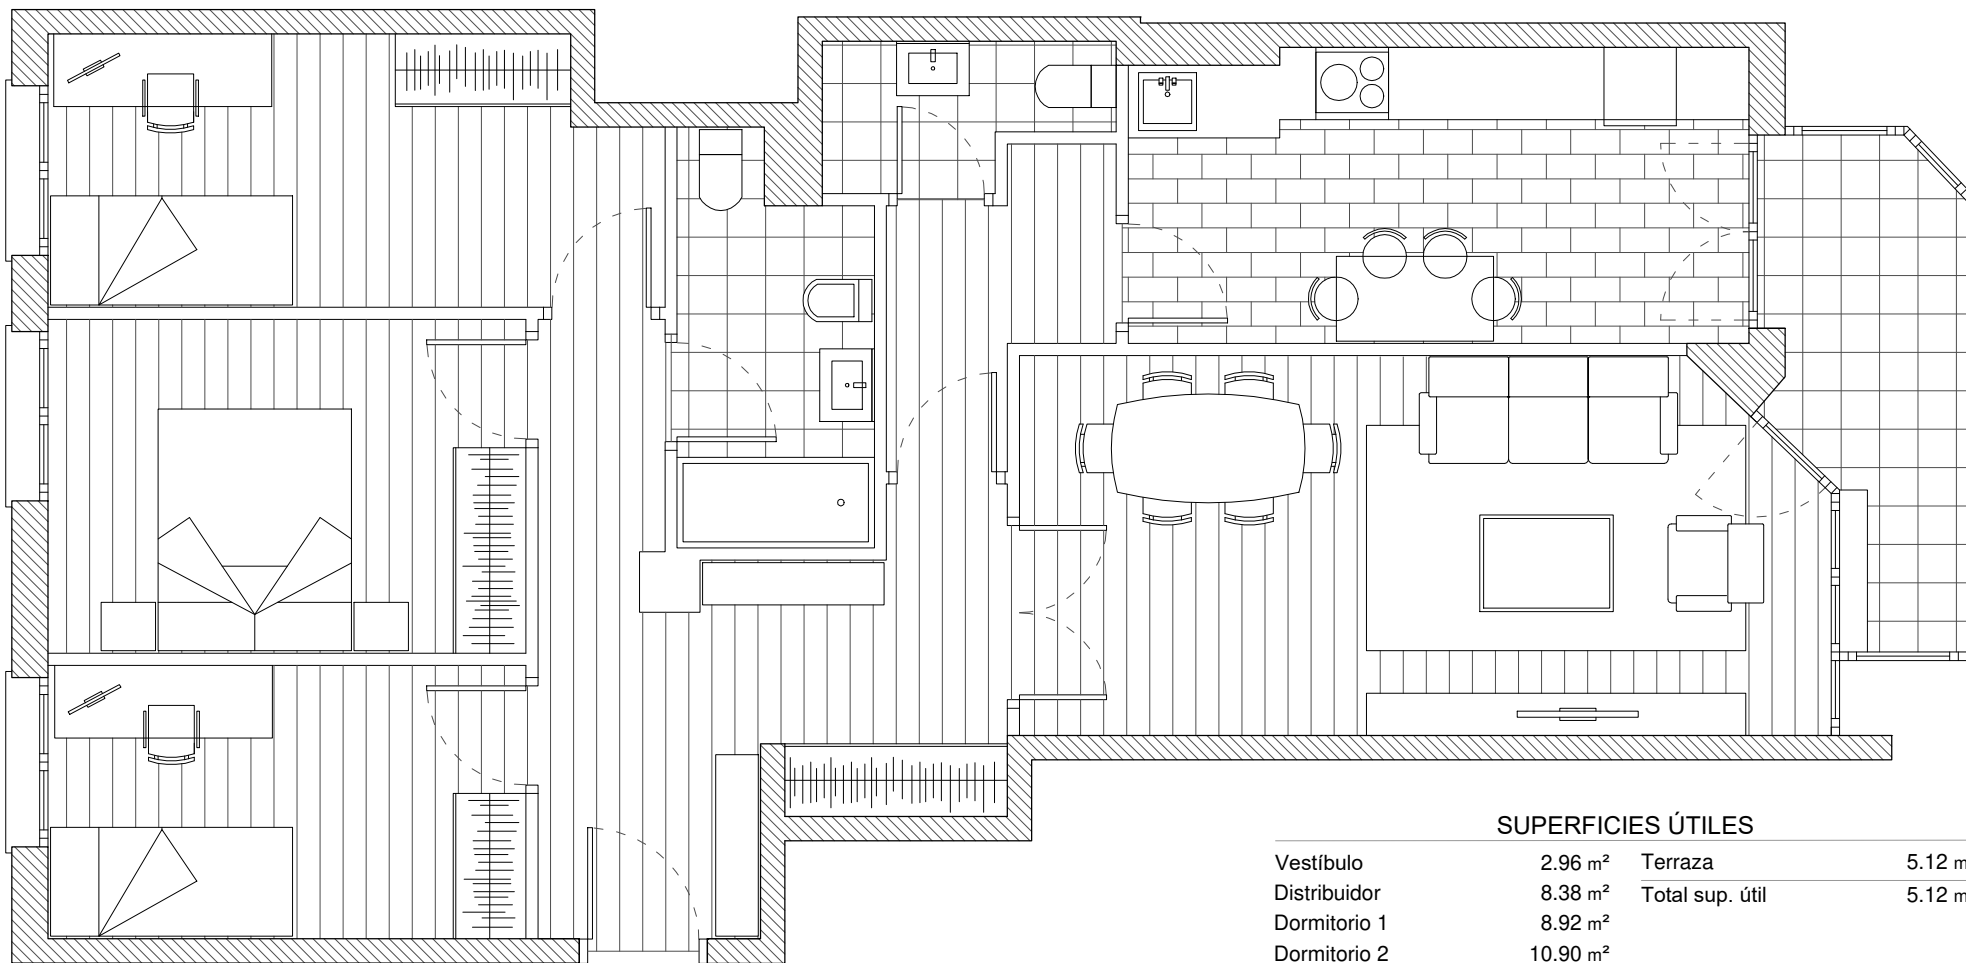 SUPERFICIES ÚTILES
Vestíbulo 2.96 m² Terraza 5.12 m
Distribuidor 8.38 m² Total sup. útil 5.12 m
Dormitorio 1 8.92 m²
Dormitorio 2 10.90 m²